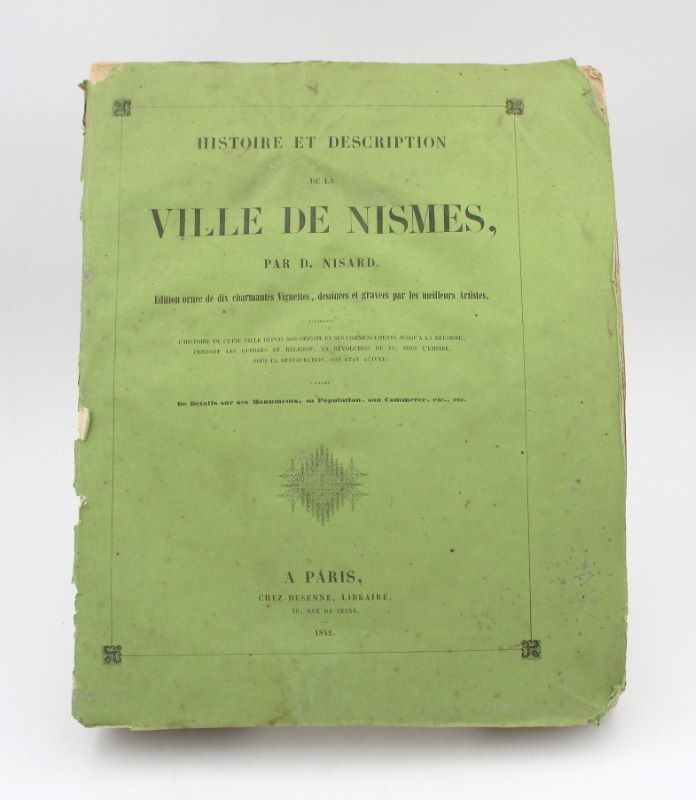 HISTOIRE ET DESCRIPTION
DE LA
VILLE DE NISMES,
PAR D. NISARD.
Edition ornée de dix charmantes Vignettes, dessinées et gravées par les meilleurs Artistes,
L'HISTOIRE DE CETTE VILLE DEPUIS SON ORIGINE ET SES COMMENCEMENTS JUSQU'A LA RÉFORME,
PENDANT LES GUERRES DE RELIGION, LA RÉVOLUTION DE 89, SOUS L'EMPIRE,
SOUS LA RESTAURATION, SON ETAT ACTUEL;
De Détails sur ses Monuments, sa Population, son Commerce, etc., etc.
A PARIS,
CHEZ DESENNE, LIBRAIRE,
10, RUE DE SEINE.
1842.